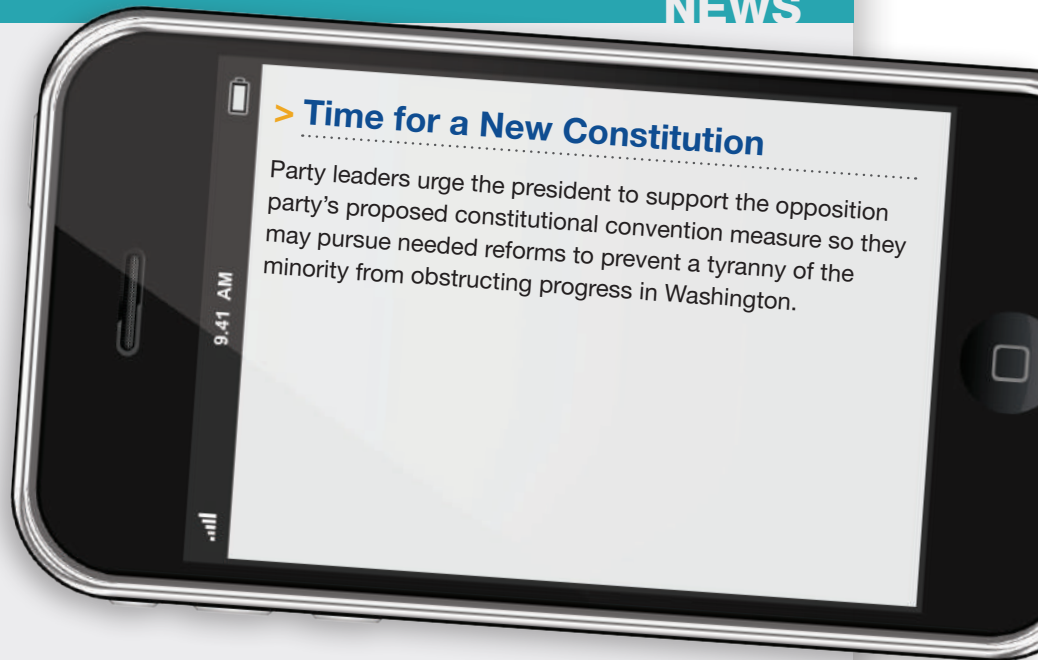 NEWS
> Time for a New Constitution
Party leaders urge the president to support the opposition
party’s proposed constitutional convention measure so they
may pursue needed reforms to prevent a tyranny of the
minority from obstructing progress in Washington.
9.41 AM